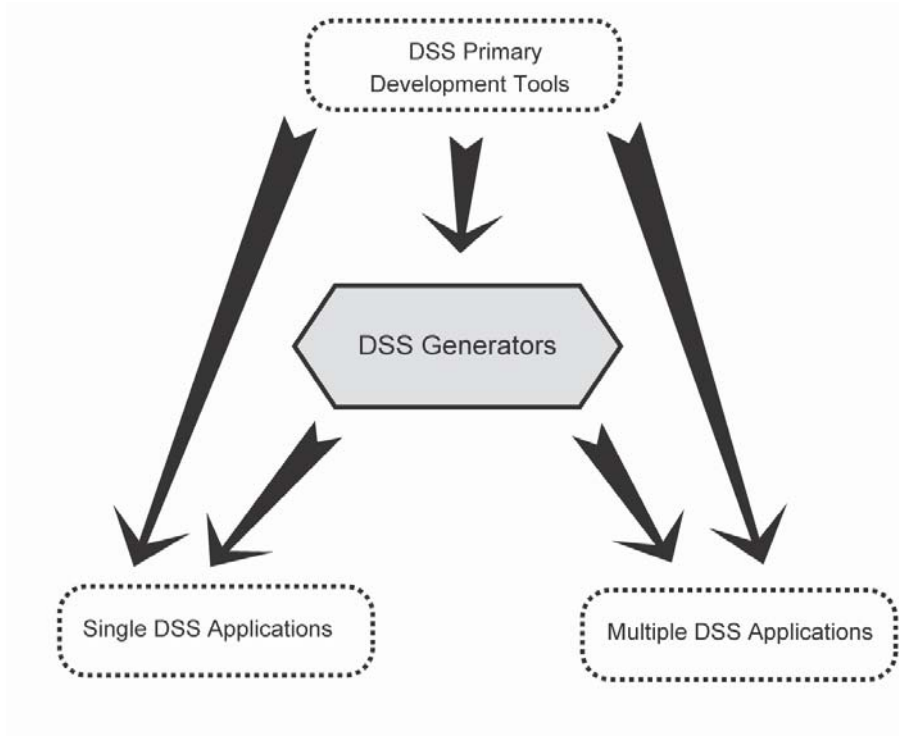 DSS Primary
Development Tools
DSS Generators
Single DSS Applications
Multiple DSS Applications